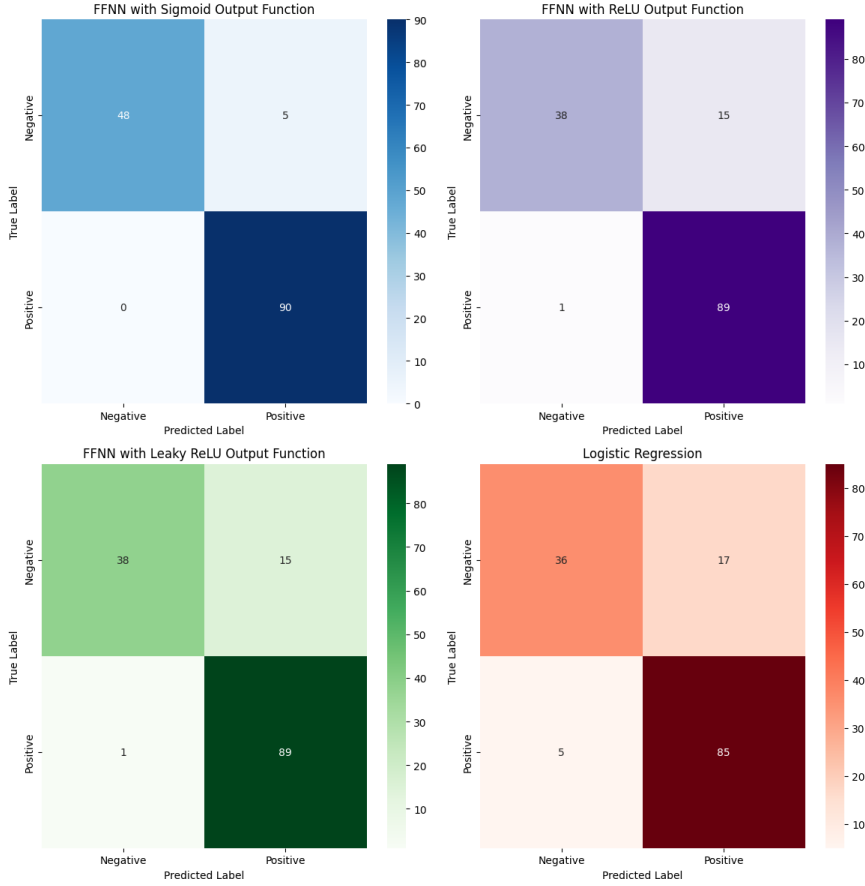 FFNN with Sigmoid Output Function
Negative
Positive
True Label
48
5
0
90
Negative
Positive
Predicted Label
90
80
70
60
50
40
30
20
10
0
FFNN with ReLU Output Function
Negative
Positive
True Label
38
15
1
89
Negative
Positive
Predicted Label
80
70
60
50
40
30
20
10
FFNN with Leaky ReLU Output Function
Negative
Positive
True Label
38
15
1
89
Negative
Positive
Predicted Label
80
70
60
50
40
30
20
10
Logistic Regression
Negative
Positive
True Label
36
17
5
85
Negative
Positive
Predicted Label
80
70
60
50
40
30
20
10